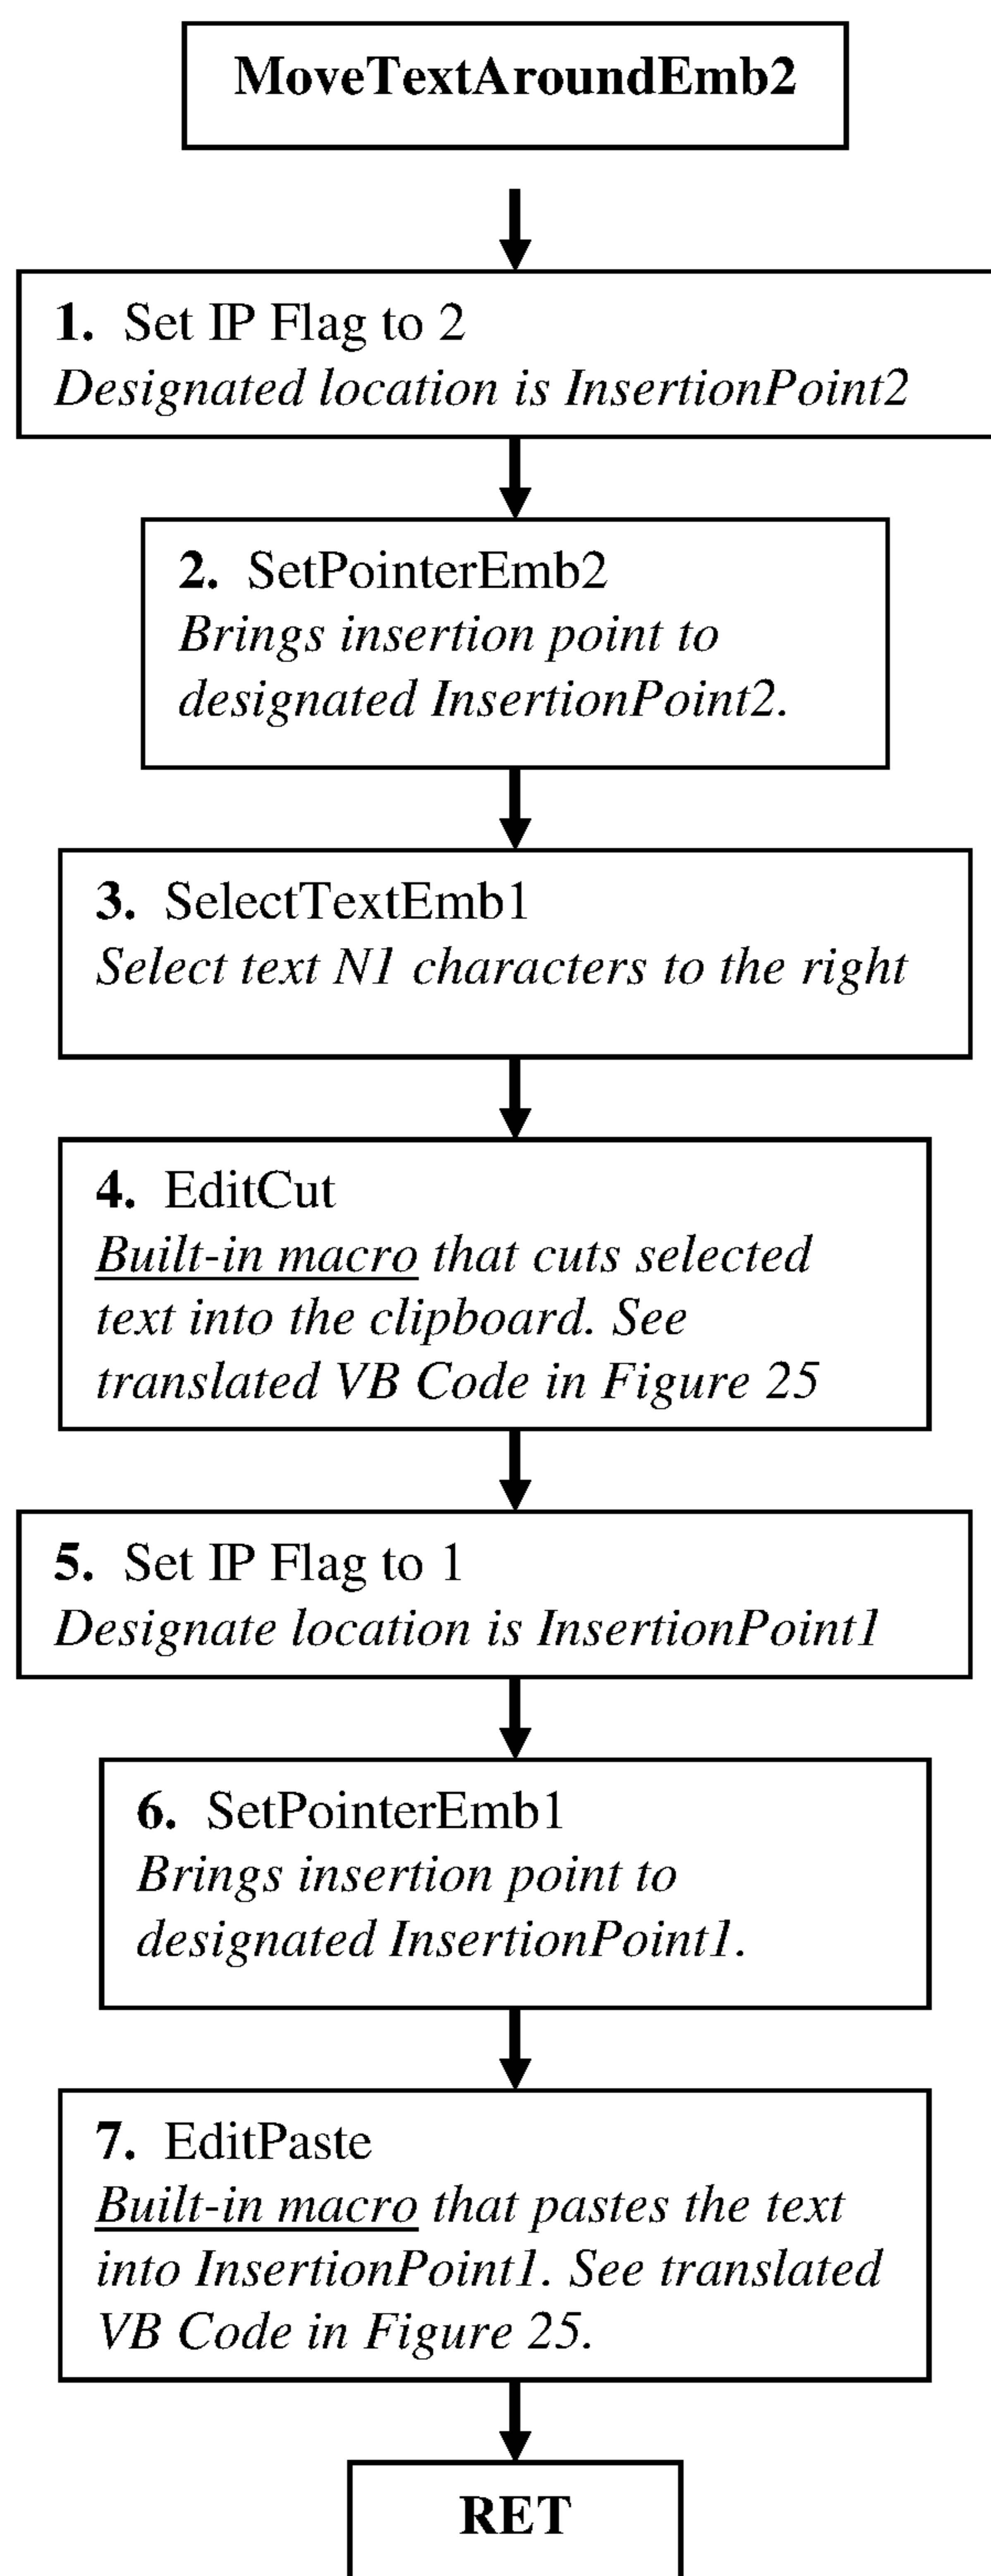 MoveTextAroundEmb2
1. Set IP Flag to 2
Designated location is InsertionPoint2
2. SetPointerEmb2
Brings insertion point to
designated InsertionPoint2.
3. SelectTextEmb1
Select text N1 characters to the right
4. EditCut
Built-in macro that cuts selected
text into the clipboard. See
translated VB Code in Figure 25
5. Set IP Flag to 1
Designate location is InsertionPoint1
6. SetPointerEmb1
Brings insertion point to
designated InsertionPoint1.
7. EditPaste
Built-in macro that pastes the text
into InsertionPoint1. See translated
VB Code in Figure 25.
RET